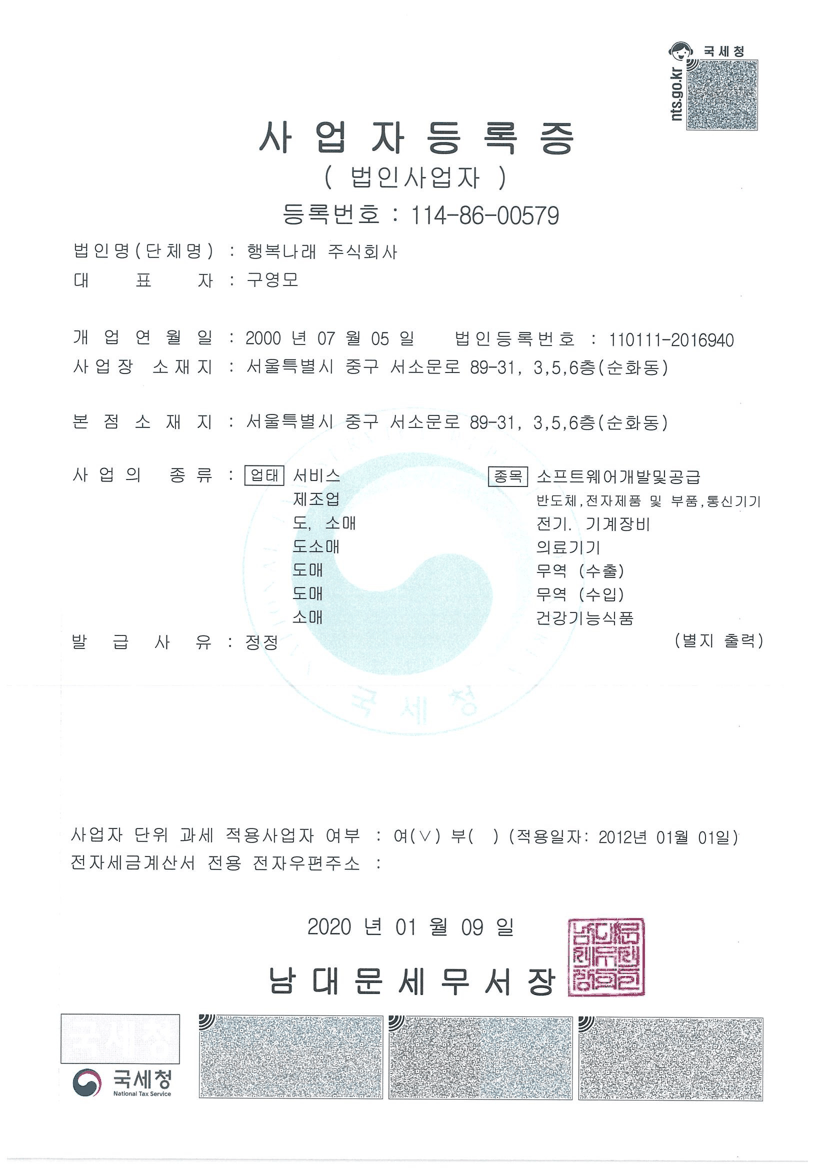 국세청
nts.go.kr
사업자등록증
( 법인사업자 )
등록번호 : 114-86-00579
법인명(단체명) : 행복나래 주식회사
대 표 자 : 구영모
개 업 연 월 일 : 2000 년 07 월 05 일 법인등록번호 : 110111-2016940
사업장 소재지 : 서울특별시 중구 서소문로 89-31, 3,5,6층(순화동)
본 점 소 재 지 : 서울특별시 중구 서소문로 89-31, 3,5,6층(순화동)
사 업 의 종 류 : 업태 서비스 종목 소프트웨어개발및공급
제조업 반도체,전자제품 및 부품,통신기기
도, 소매 전기. 기계장비
도소매 의료기기
도매 무역 (수출)
도매 무역 (수입)
소매 건강기능식품
발 급 사 유 : 정정 (별지 출력)
국세청
사업자 단위 과세 적용사업자 여부 : 여(∨) 부( ) (적용일자: 2012년 01월 01일)
전자세금계산서 전용 전자우편주소 :
2020 년 01 월 09 일
남대문세무서장
국세청
국세청
National Tax Service